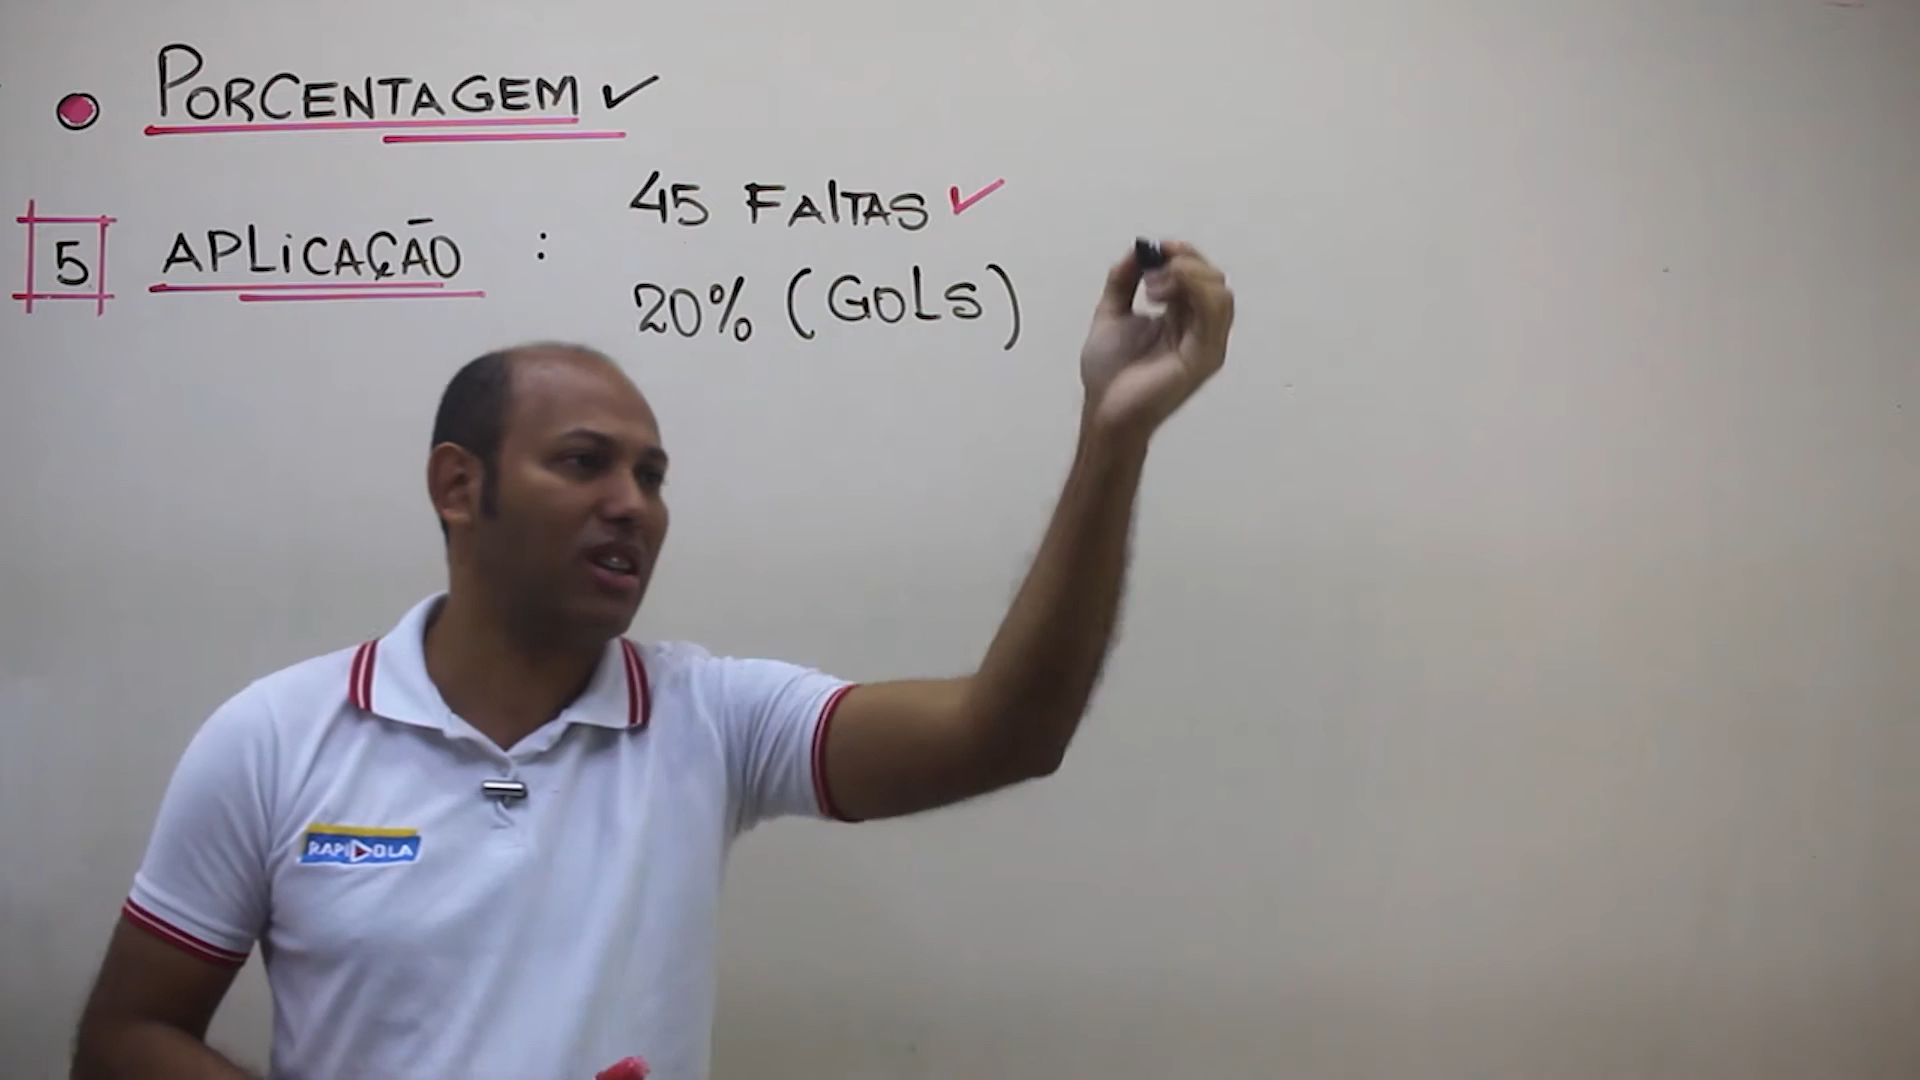 PORCENTAGEM ✓
45 FALTAS ✓
5 APLICAÇÃO :
20% (GOLS)
RAPIDOLA